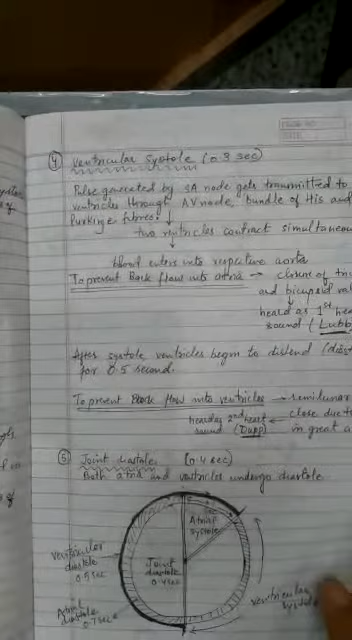 ④ Ventricular Systole (0.3 sec)
Pulse generated by SA node gets transmitted to
ventricles through AV node, bundle of His and
Purkinje fibres.
two ventricles contract simultaneou
blood enters into respective aorta
To prevent Back flow into atria → closure of tri
and bicuspid va
heard as 1st hea
sound (Lubb
After systole ventricles begin to distend (dias
for 0.5 second.
To prevent Back flow into ventricles → semilunar
heard as 2nd heart ← close due to
sound (Dupp) in great a
⑤ Joint diastole (0.4 sec)
Both atria and ventricles undergo diastole.
Atrial
systole
Ventricular
diastole
0.5 sec
Joint
diastole
0.4 sec
Atrial
diastole
0.7 sec
ventricular
systole